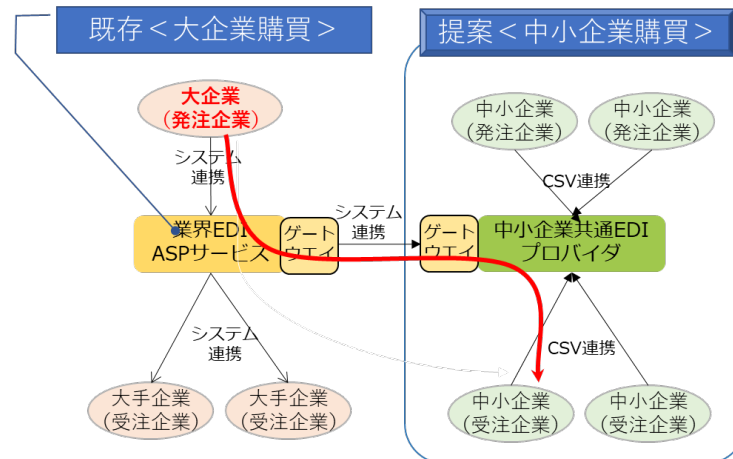 既存＜大企業購買＞
提案＜中小企業購買＞
大企業
（発注企業）
中小企業
（発注企業）
中小企業
（発注企業）
システム
連携
CSV連携
業界EDI
ASPサービス
ゲート
ウエイ
システム
連携
ゲート
ウエイ
中小企業共通EDI
プロバイダ
システム
連携
CSV連携
大手企業
（受注企業）
大手企業
（受注企業）
中小企業
（受注企業）
中小企業
（受注企業）